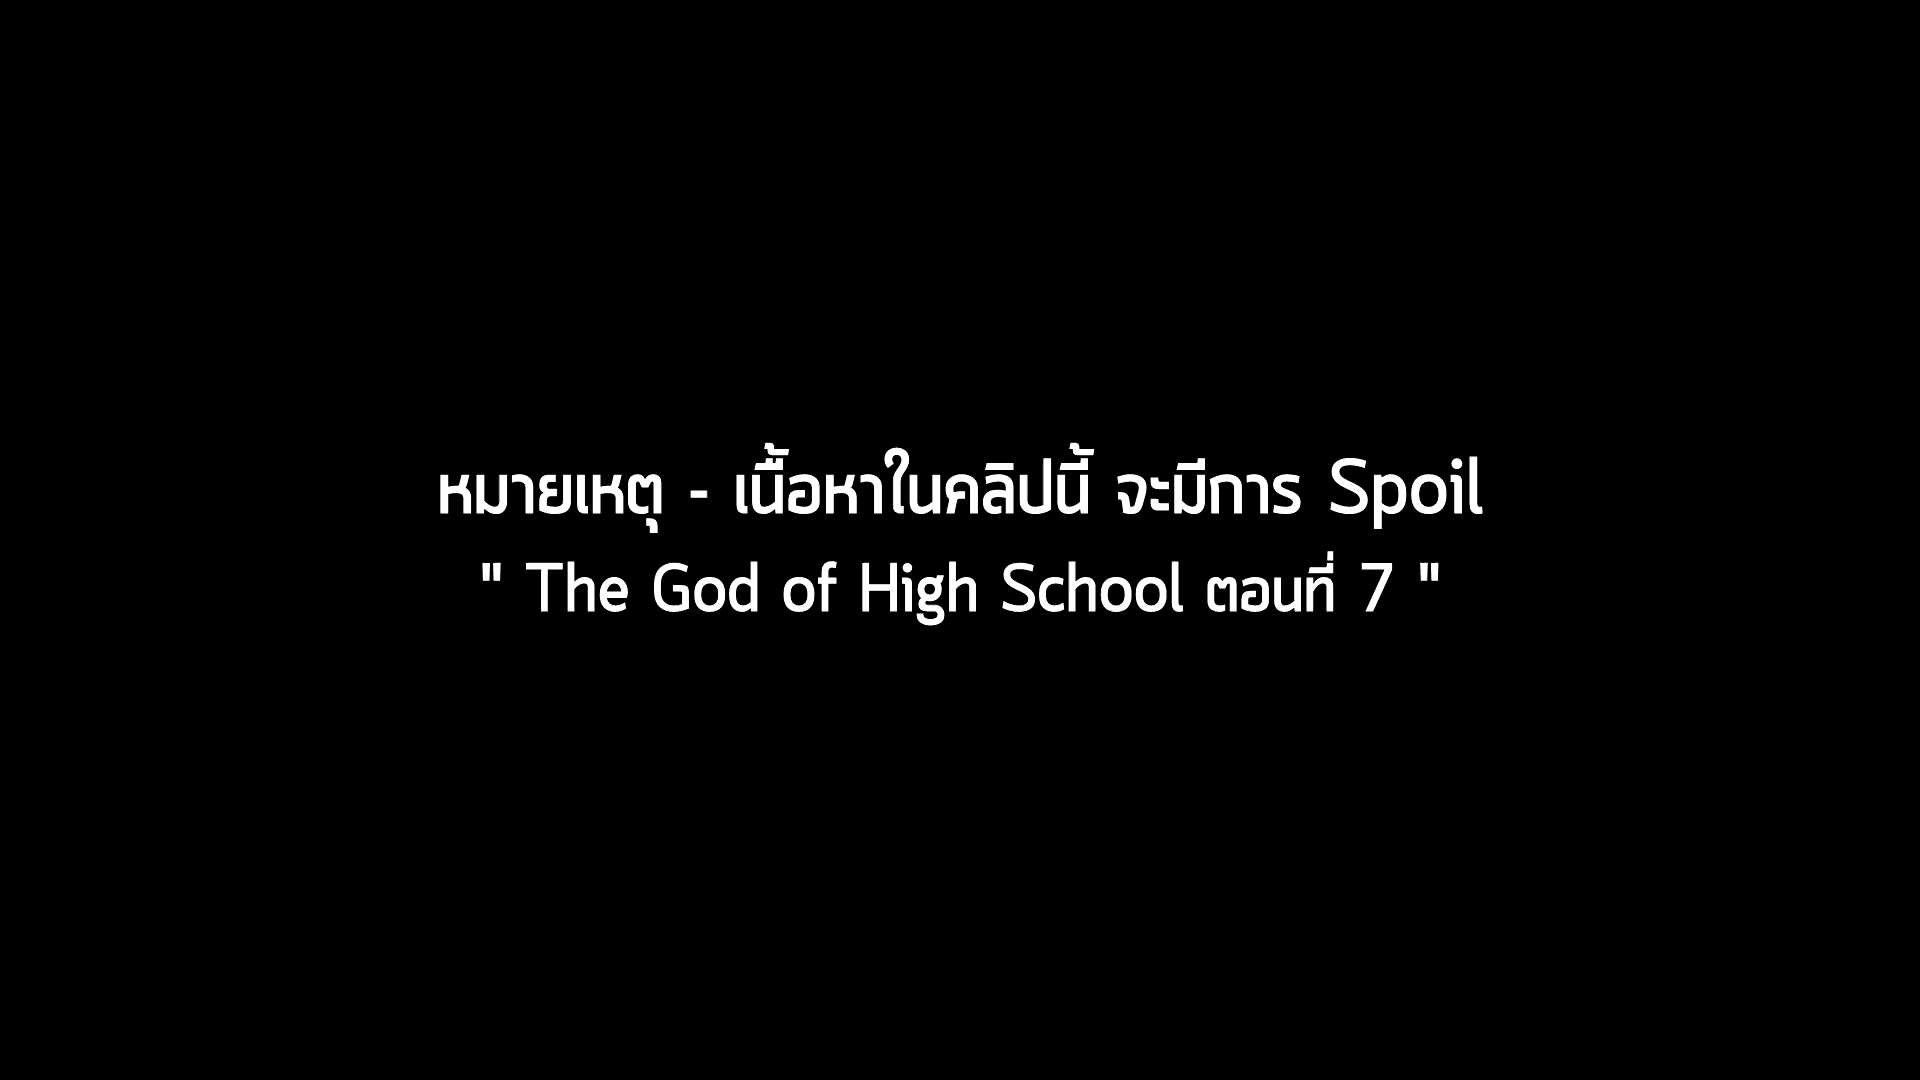 หมายเหตุ - เนื้อหาในคลิปนี้ จะมีการ Spoil
" The God of High School ตอนที่ 7 "